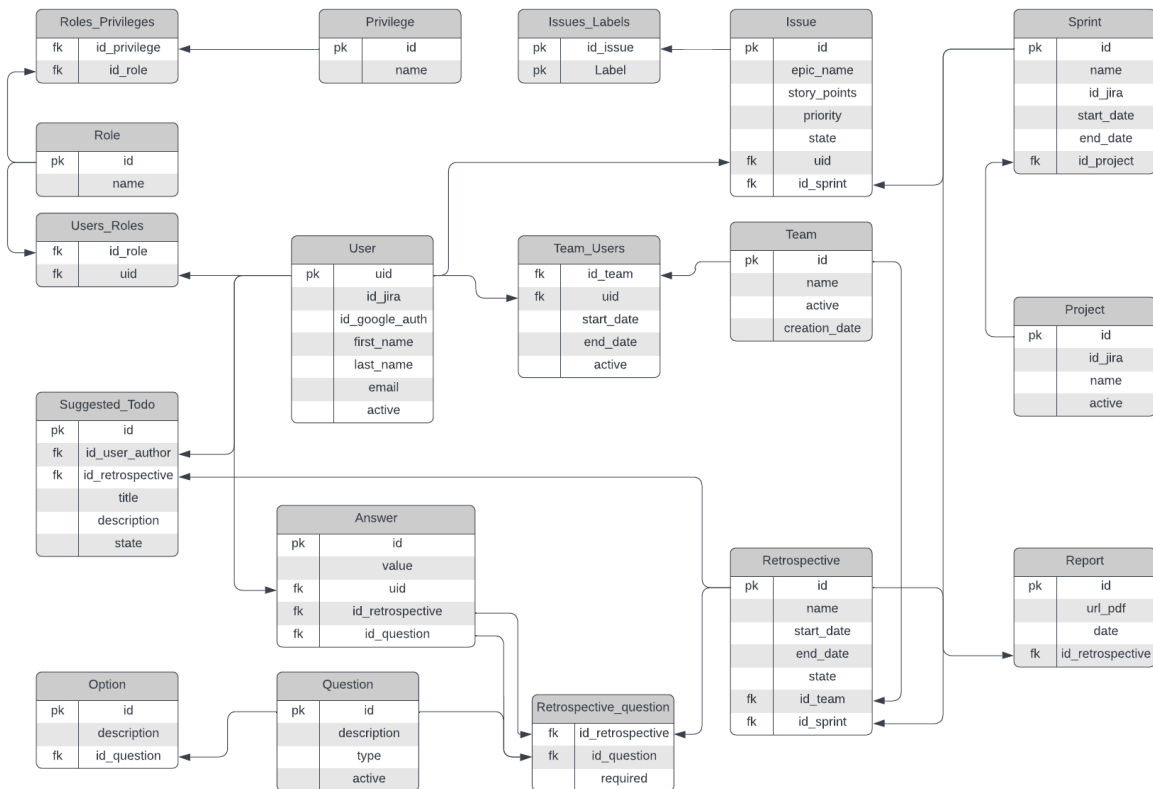 Roles_Privileges
fk id_privilege
fk id_role
Privilege
pk id
name
Issues_Labels
pk id_issue
pk Label
Issue
pk id
epic_name
story_points
priority
state
fk uid
fk id_sprint
Sprint
pk id
name
id_jira
start_date
end_date
fk id_project
Role
pk id
name
Users_Roles
fk id_role
fk uid
User
pk uid
id_jira
id_google_auth
first_name
last_name
email
active
Team_Users
fk id_team
fk uid
start_date
end_date
active
Team
pk id
name
active
creation_date
Project
pk id
id_jira
name
active
Suggested_Todo
pk id
fk id_user_author
fk id_retrospective
title
description
state
Answer
pk id
value
fk uid
fk id_retrospective
fk id_question
Retrospective
pk id
name
start_date
end_date
state
fk id_team
fk id_sprint
Report
pk id
url_pdf
date
fk id_retrospective
Option
pk id
description
fk id_question
Question
pk id
description
type
active
Retrospective_question
fk id_retrospective
fk id_question
required